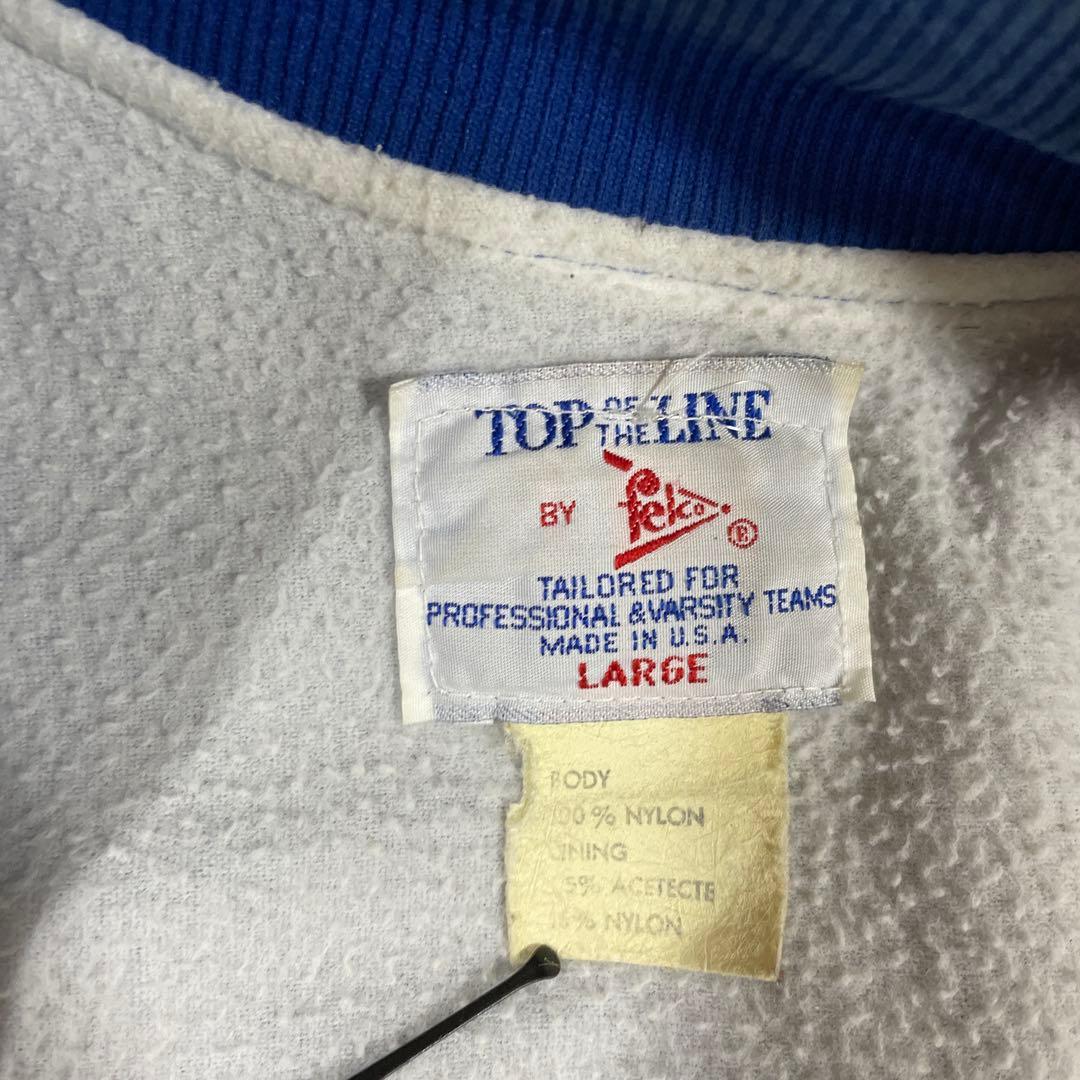 TOP OF THE LINE
BY felco ®
TAILORED FOR
PROFESSIONAL & VARSITY TEAMS
MADE IN U.S.A.
LARGE
BODY
00% NYLON
LINING
5% ACETECTE
% NYLON